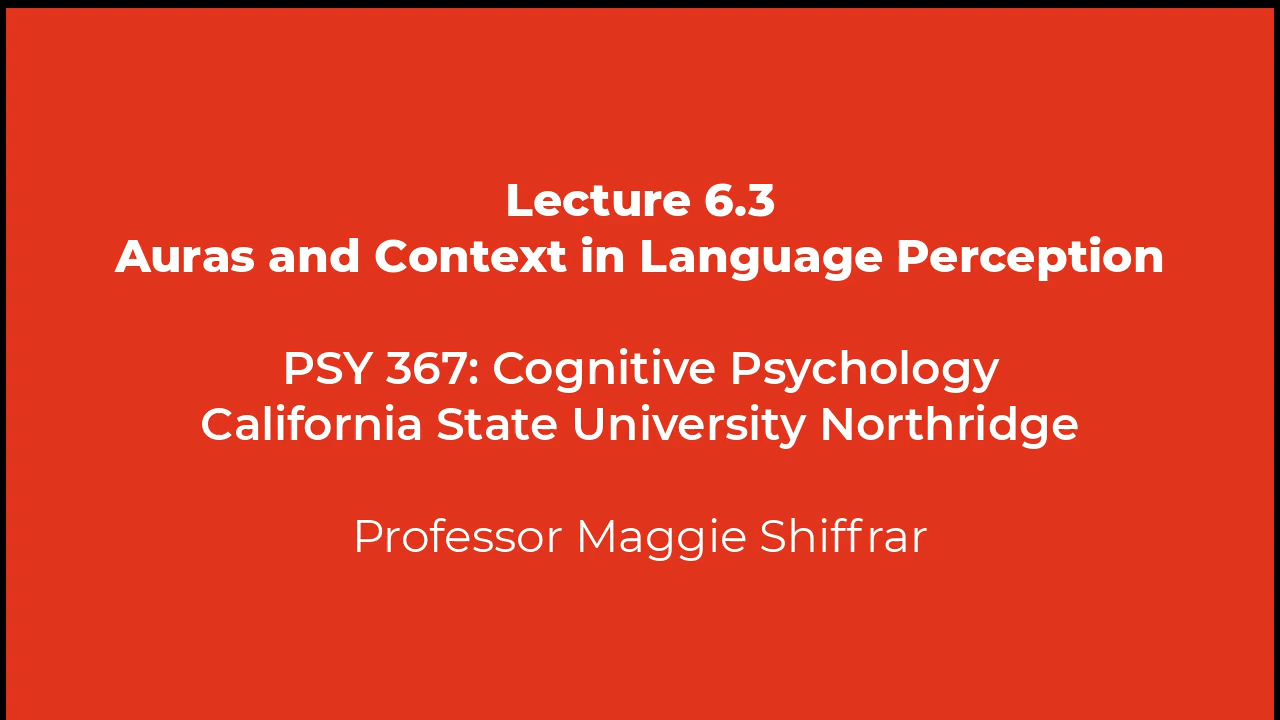 Lecture 6.3
Auras and Context in Language Perception
PSY 367: Cognitive Psychology
California State University Northridge
Professor Maggie Shiffrar